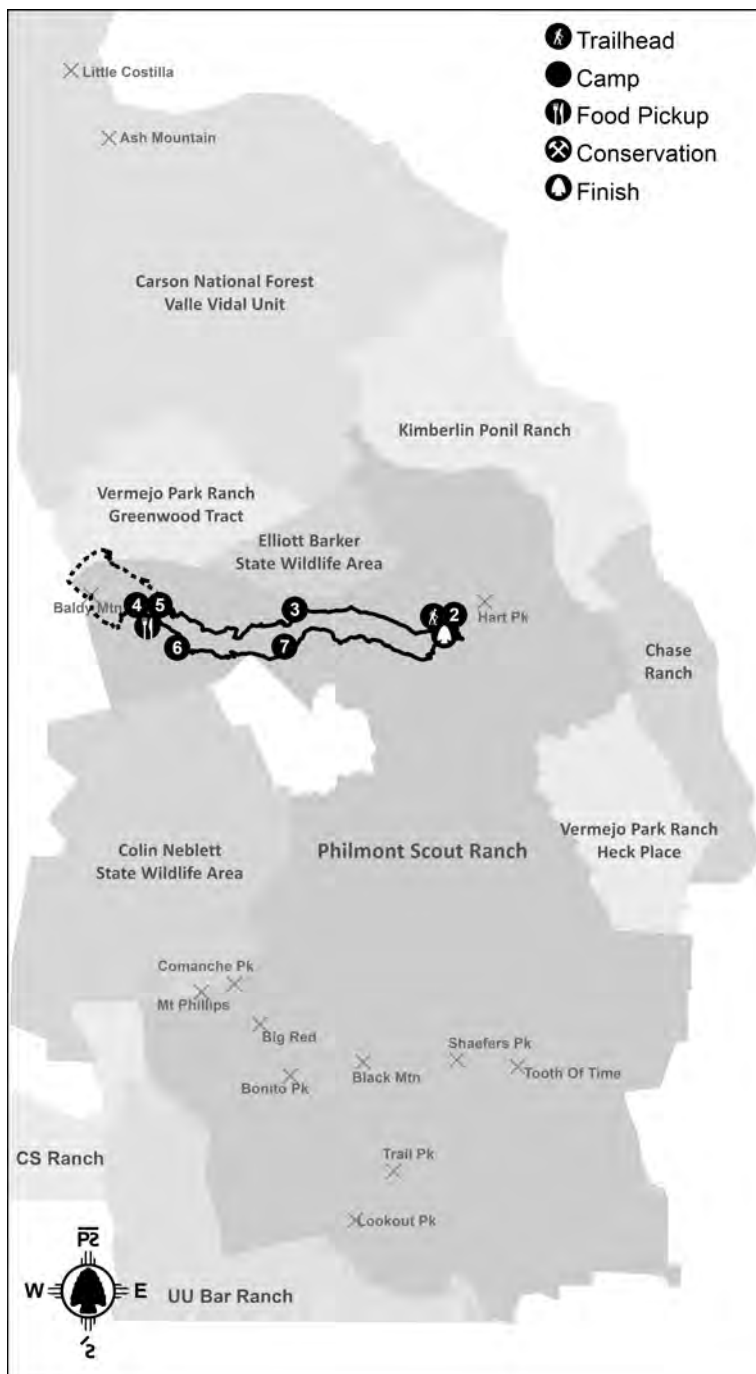 Trailhead
Camp
Food Pickup
Conservation
Finish
Little Costilla
Ash Mountain
Carson National Forest
Valle Vidal Unit
Kimberlin Ponil Ranch
Vermejo Park Ranch
Greenwood Tract
Elliott Barker
State Wildlife Area
Baldy Mtn
4
5
3
2
Hart Pk
6
7
Chase
Ranch
Vermejo Park Ranch
Heck Place
Colin Neblett
State Wildlife Area
Philmont Scout Ranch
Comanche Pk
Mt Phillips
Big Red
Bonito Pk
Black Mtn
Shaefers Pk
Tooth Of Time
Trail Pk
Lookout Pk
CS Ranch
W
E
UU Bar Ranch